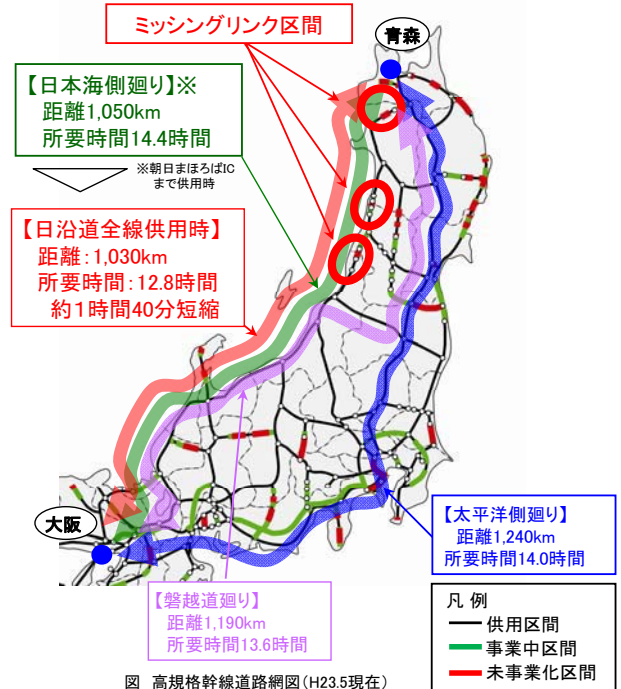 ミッシングリンク区間
青森
【日本海側廻り】※
距離1,050km
所要時間14.4時間
※朝日まほろばIC
まで供用時
【日沿道全線供用時】
距離:1,030km
所要時間:12.8時間
約1時間40分短縮
大阪
【太平洋側廻り】
距離1,240km
所要時間14.0時間
【磐越道廻り】
距離1,190km
所要時間13.6時間
凡 例
供用区間
事業中区間
未事業化区間
図 高規格幹線道路網図(H23.5現在)